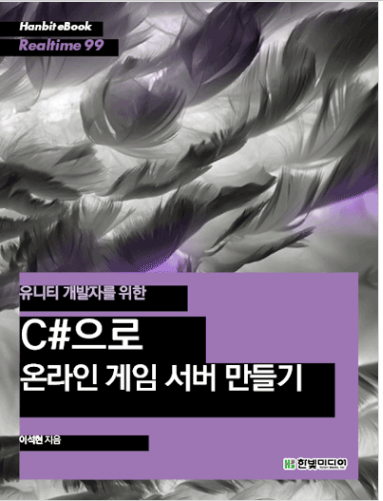 Hanbit eBook
Realtime 99
유니티 개발자를 위한
C#으로
온라인 게임 서버 만들기
이석현 지음
한빛미디어